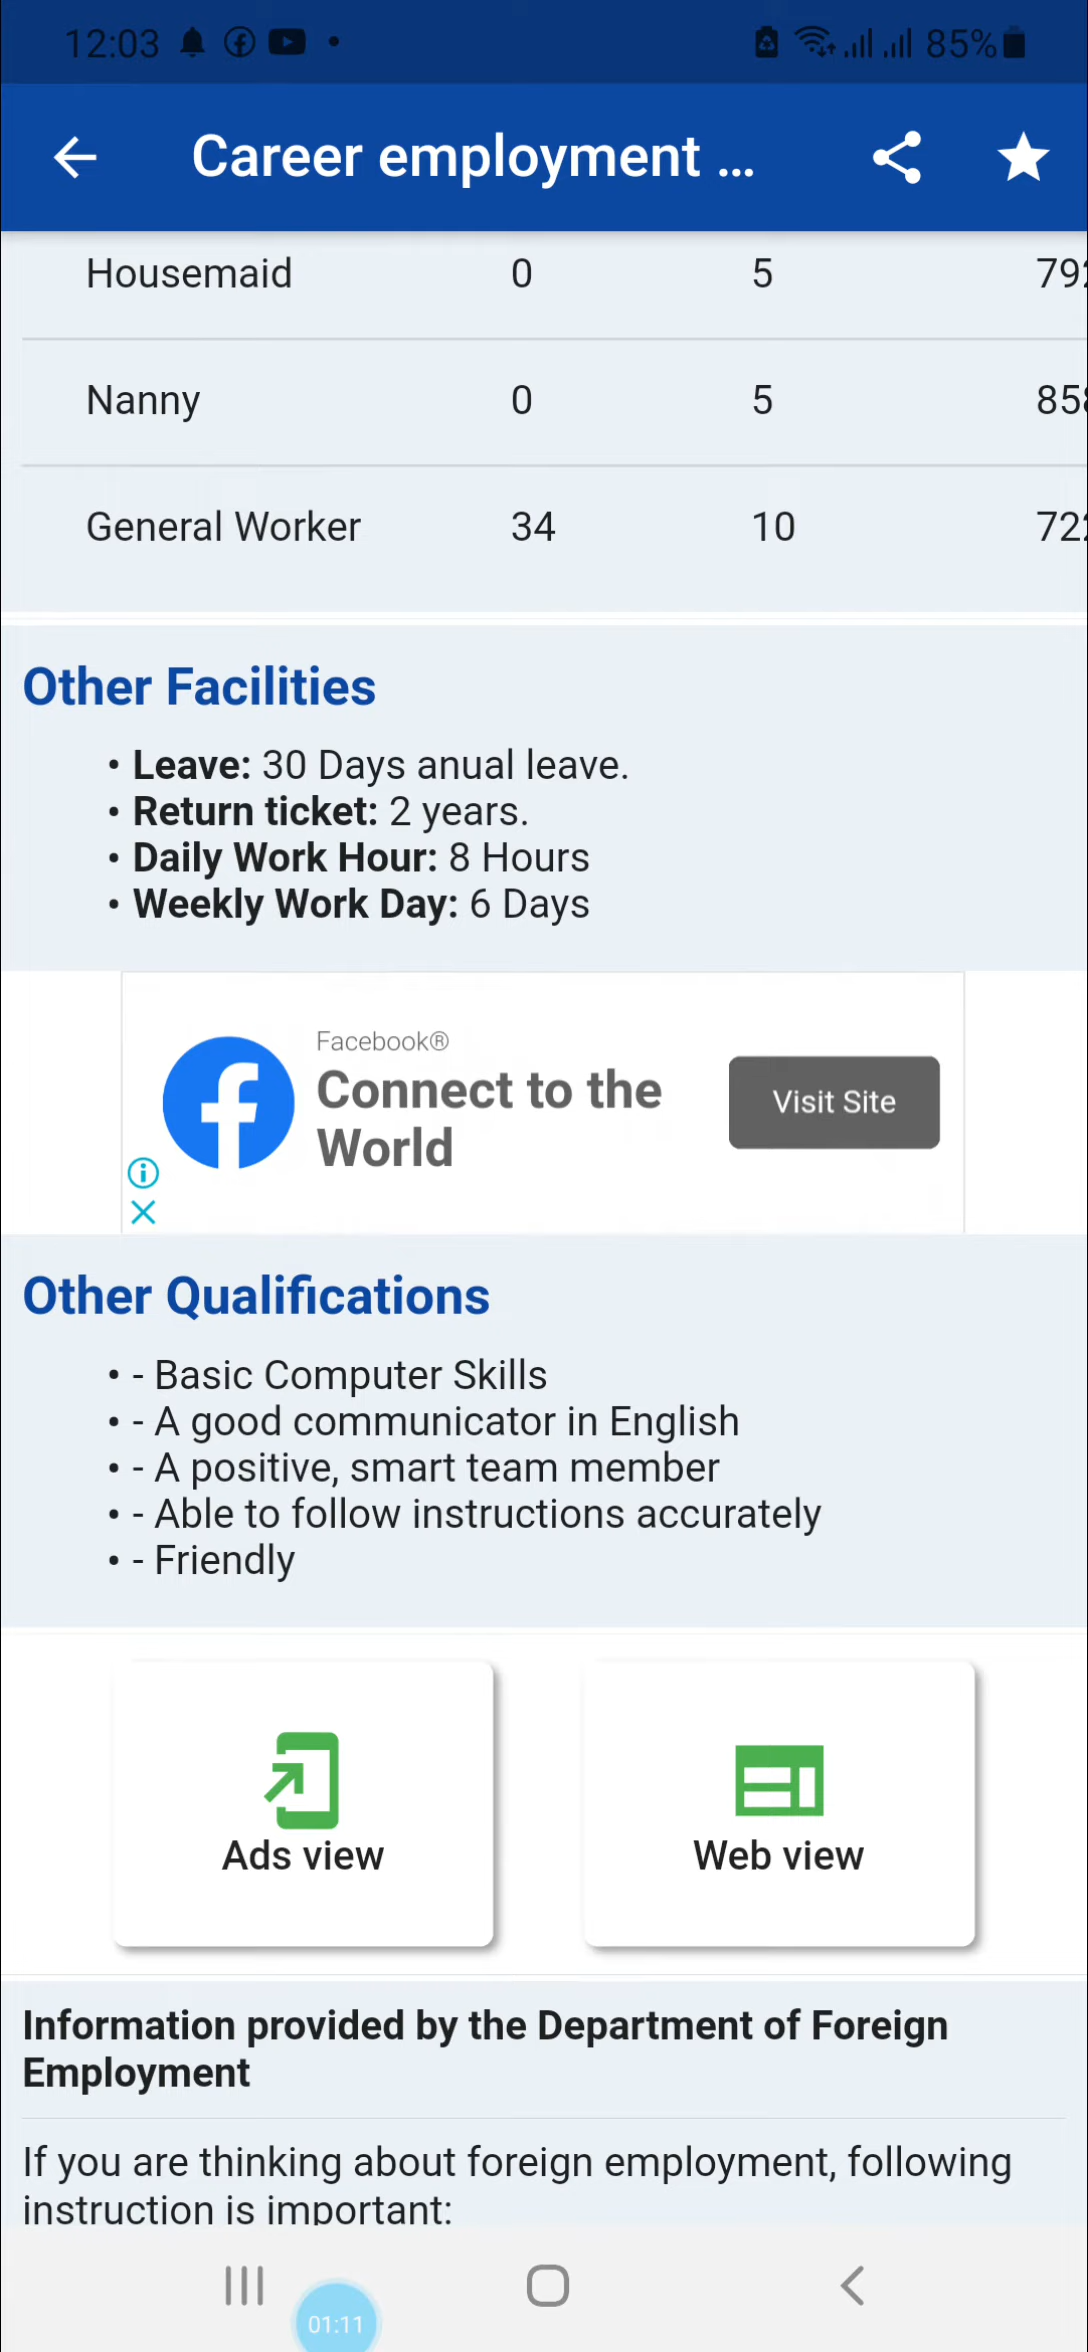 12:03 85%
Career employment ...
Housemaid 0 5
Nanny 0 5
General Worker 34 10
Other Facilities
• Leave: 30 Days anual leave.
• Return ticket: 2 years.
• Daily Work Hour: 8 Hours
• Weekly Work Day: 6 Days
Facebook®
Connect to the
World
Visit Site
Other Qualifications
• - Basic Computer Skills
• - A good communicator in English
• - A positive, smart team member
• - Able to follow instructions accurately
• - Friendly
Ads view Web view
Information provided by the Department of Foreign
Employment
If you are thinking about foreign employment, following
instruction is important:
01:11